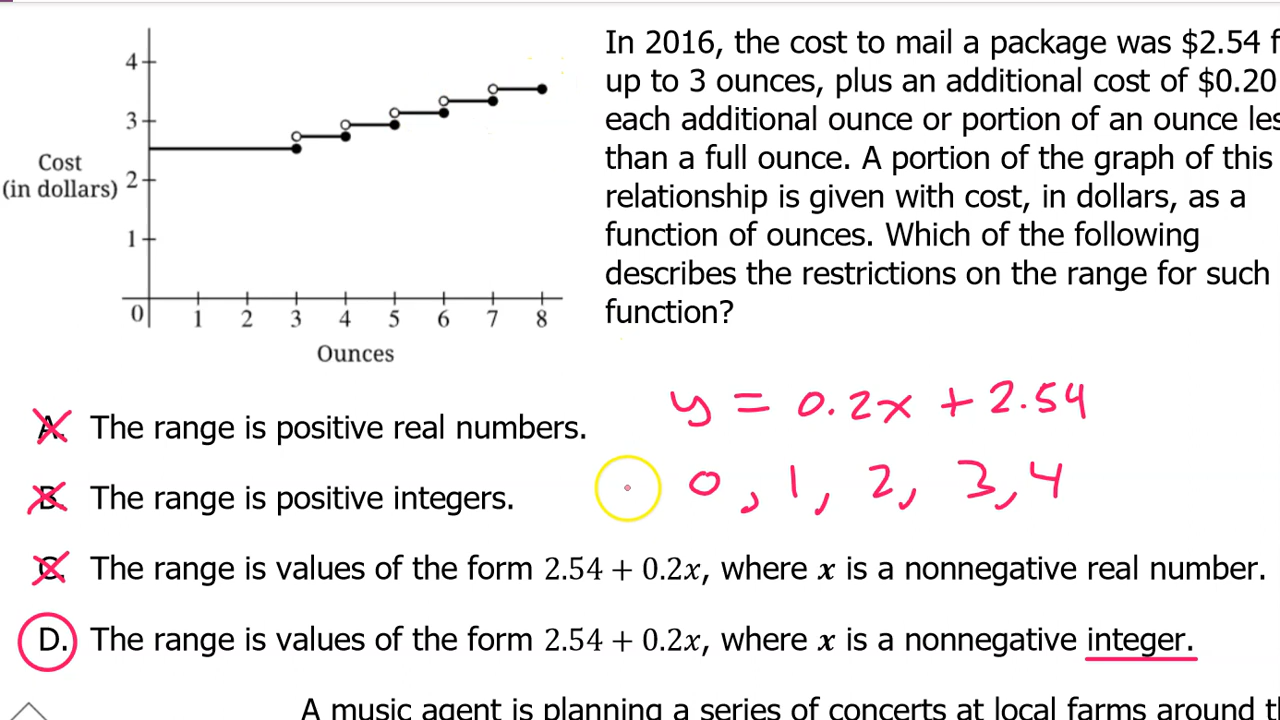 4
3
Cost
(in dollars) 2
1
0 1 2 3 4 5 6 7 8
Ounces
In 2016, the cost to mail a package was $2.54 f
up to 3 ounces, plus an additional cost of $0.20
each additional ounce or portion of an ounce les
than a full ounce. A portion of the graph of this
relationship is given with cost, in dollars, as a
function of ounces. Which of the following
describes the restrictions on the range for such
function?
y = 0.2x + 2.54
0, 1, 2, 3, 4
A. The range is positive real numbers.
B. The range is positive integers.
C. The range is values of the form 2.54 + 0.2x, where x is a nonnegative real number.
D. The range is values of the form 2.54 + 0.2x, where x is a nonnegative integer.
A music agent is planning a series of concerts at local farms around t